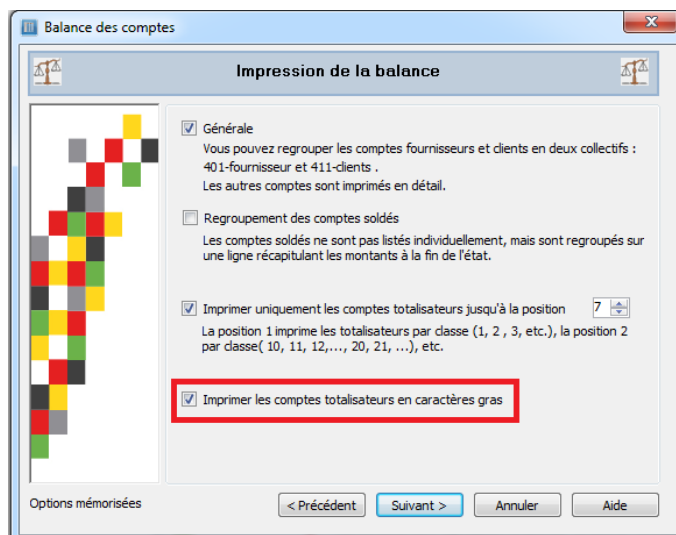 Balance des comptes
Impression de la balance
Générale
Vous pouvez regrouper les comptes fournisseurs et clients en deux collectifs :
401-fournisseur et 411-clients .
Les autres comptes sont imprimés en détail.
Regroupement des comptes soldés
Les comptes soldés ne sont pas listés individuellement, mais sont regroupés sur
une ligne récapitulant les montants à la fin de l'état.
Imprimer uniquement les comptes totalisateurs jusqu'à la position 7
La position 1 imprime les totalisateurs par classe (1, 2 , 3, etc.), la position 2
par classe( 10, 11, 12,..., 20, 21, ...), etc.
Imprimer les comptes totalisateurs en caractères gras
Options mémorisées < Précédent Suivant > Annuler Aide